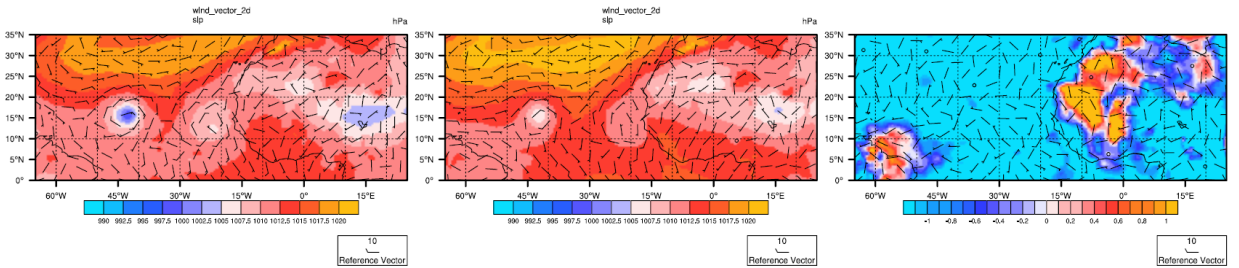 wInd_vector_2d
slp hPa
35°N
30°N
25°N
20°N
15°N
10°N
5°N
0°
60°W 45°W 30°W 15°W 0° 15°E
990 992.5 995 997.5 1000 1002.5 1005 1007.5 1010 1012.5 1015 1017.5 1020
10
Reference Vector
wInd_vector_2d
slp hPa
35°N
30°N
25°N
20°N
15°N
10°N
5°N
0°
60°W 45°W 30°W 15°W 0° 15°E
990 992.5 995 997.5 1000 1002.5 1005 1007.5 1010 1012.5 1015 1017.5 1020
10
Reference Vector
35°N
30°N
25°N
20°N
15°N
10°N
5°N
0°
60°W 45°W 30°W 15°W 0° 15°E
-1 -0.8 -0.6 -0.4 -0.2 0 0.2 0.4 0.6 0.8 1
10
Reference Vector